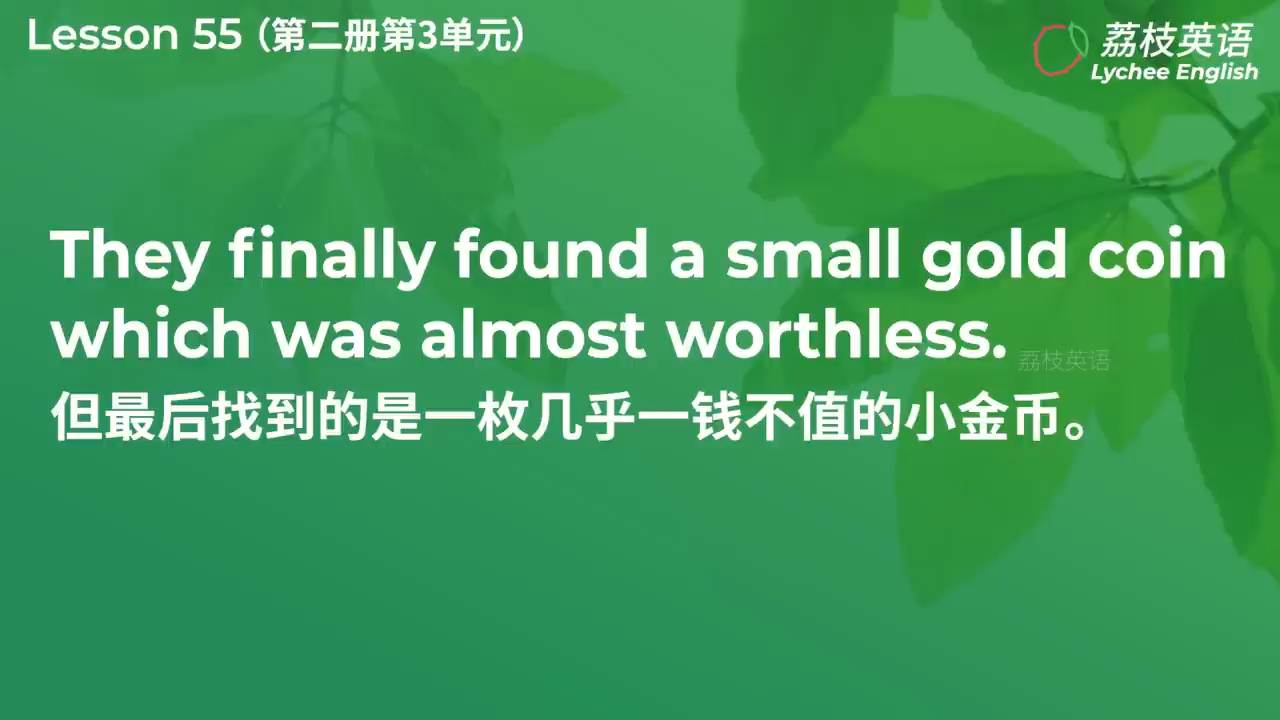 Lesson 55（第二册第3单元）
荔枝英语
Lychee English
They finally found a small gold coin
which was almost worthless.
荔枝英语
但最后找到的是一枚几乎一钱不值的小金币。